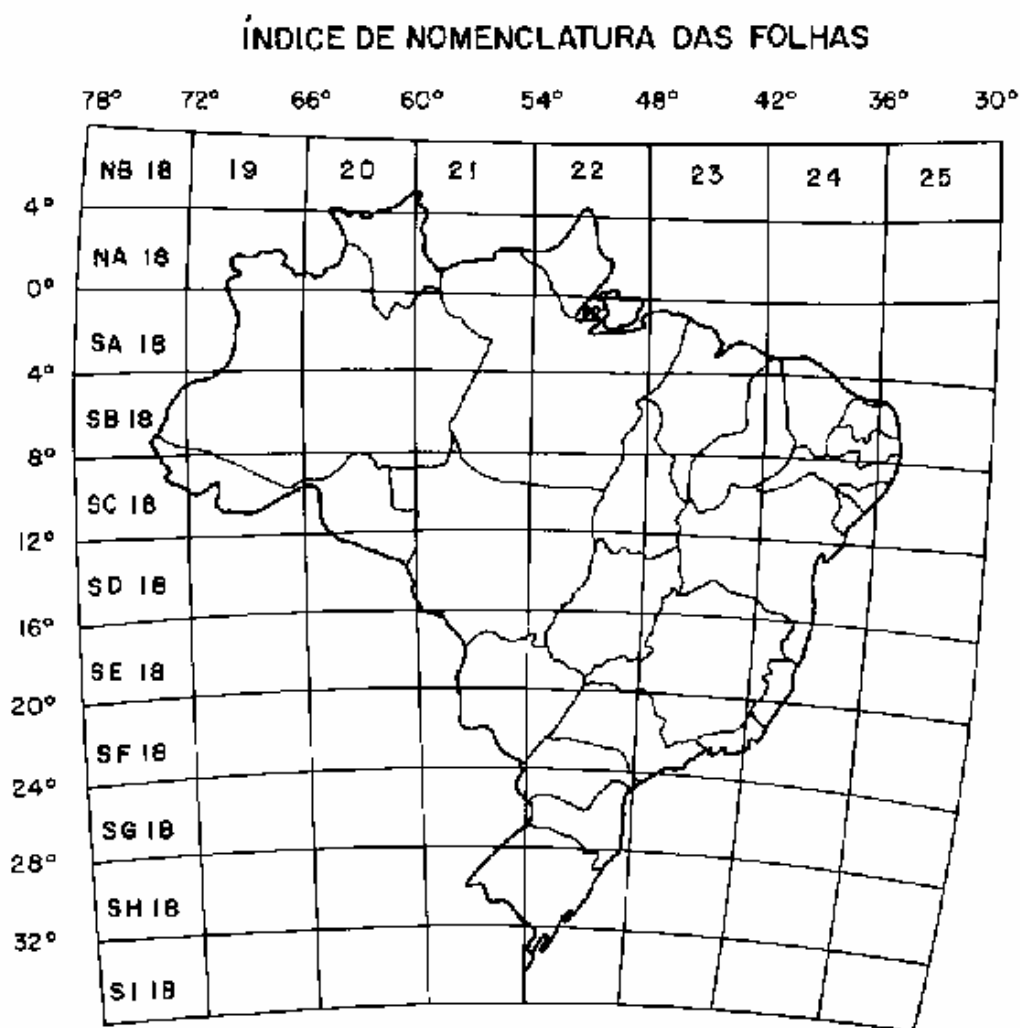 ÍNDICE DE NOMENCLATURA DAS FOLHAS
78° 72° 66° 60° 54° 48° 42° 36° 30°
NB 18 19 20 21 22 23 24 25
4°
NA 18
0°
SA 18
4°
SB 18
8°
SC 18
12°
SD 18
16°
SE 18
20°
SF 18
24°
SG 18
28°
SH 18
32°
SI 18